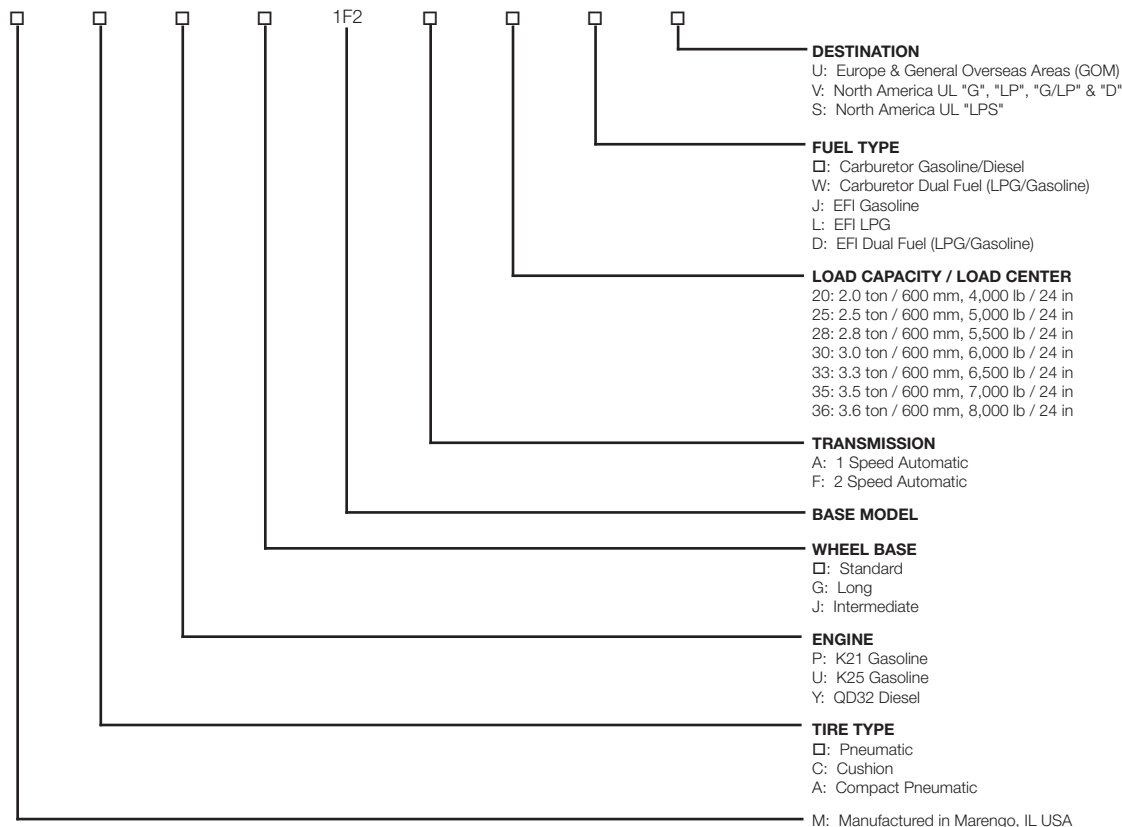 □ □ □ □ 1F2 □ □ □ □
DESTINATION
U: Europe & General Overseas Areas (GOM)
V: North America UL "G", "LP", "G/LP" & "D"
S: North America UL "LPS"
FUEL TYPE
□: Carburetor Gasoline/Diesel
W: Carburetor Dual Fuel (LPG/Gasoline)
J: EFI Gasoline
L: EFI LPG
D: EFI Dual Fuel (LPG/Gasoline)
LOAD CAPACITY / LOAD CENTER
20: 2.0 ton / 600 mm, 4,000 lb / 24 in
25: 2.5 ton / 600 mm, 5,000 lb / 24 in
28: 2.8 ton / 600 mm, 5,500 lb / 24 in
30: 3.0 ton / 600 mm, 6,000 lb / 24 in
33: 3.3 ton / 600 mm, 6,500 lb / 24 in
35: 3.5 ton / 600 mm, 7,000 lb / 24 in
36: 3.6 ton / 600 mm, 8,000 lb / 24 in
TRANSMISSION
A: 1 Speed Automatic
F: 2 Speed Automatic
BASE MODEL
WHEEL BASE
□: Standard
G: Long
J: Intermediate
ENGINE
P: K21 Gasoline
U: K25 Gasoline
Y: QD32 Diesel
TIRE TYPE
□: Pneumatic
C: Cushion
A: Compact Pneumatic
M: Manufactured in Marengo, IL USA